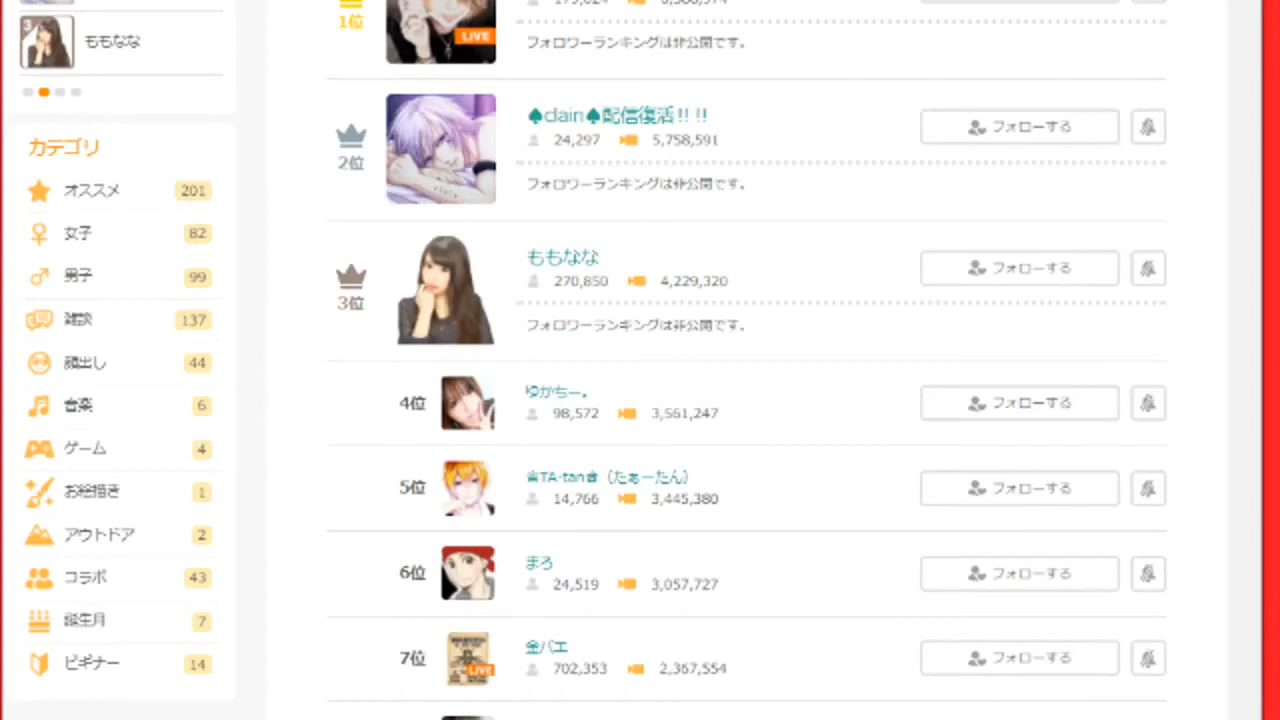 3
ももなな
カテゴリ
オススメ 201
女子 82
男子 99
雑談 137
顔出し 44
音楽 6
ゲーム 4
お絵描き 1
アウトドア 2
コラボ 43
誕生月 7
ビギナー 14
1位
LIVE
フォロワーランキングは非公開です。
2位
♠clain♠配信復活!! !!
24,297 5,758,591
フォローする
フォロワーランキングは非公開です。
3位
ももなな
270,850 4,229,320
フォローする
フォロワーランキングは非公開です。
4位
ゆかちー。
98,572 3,561,247
フォローする
5位
♛TA-tan♛（たぁーたん）
14,766 3,445,380
フォローする
6位
まろ
24,519 3,057,727
フォローする
7位
LIVE
金バエ
702,353 2,367,554
フォローする